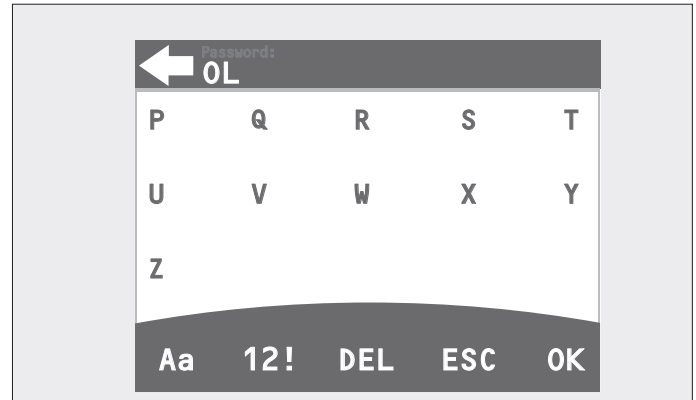 Password:
OL
P Q R S T
U V W X Y
Z
Aa 12! DEL ESC OK